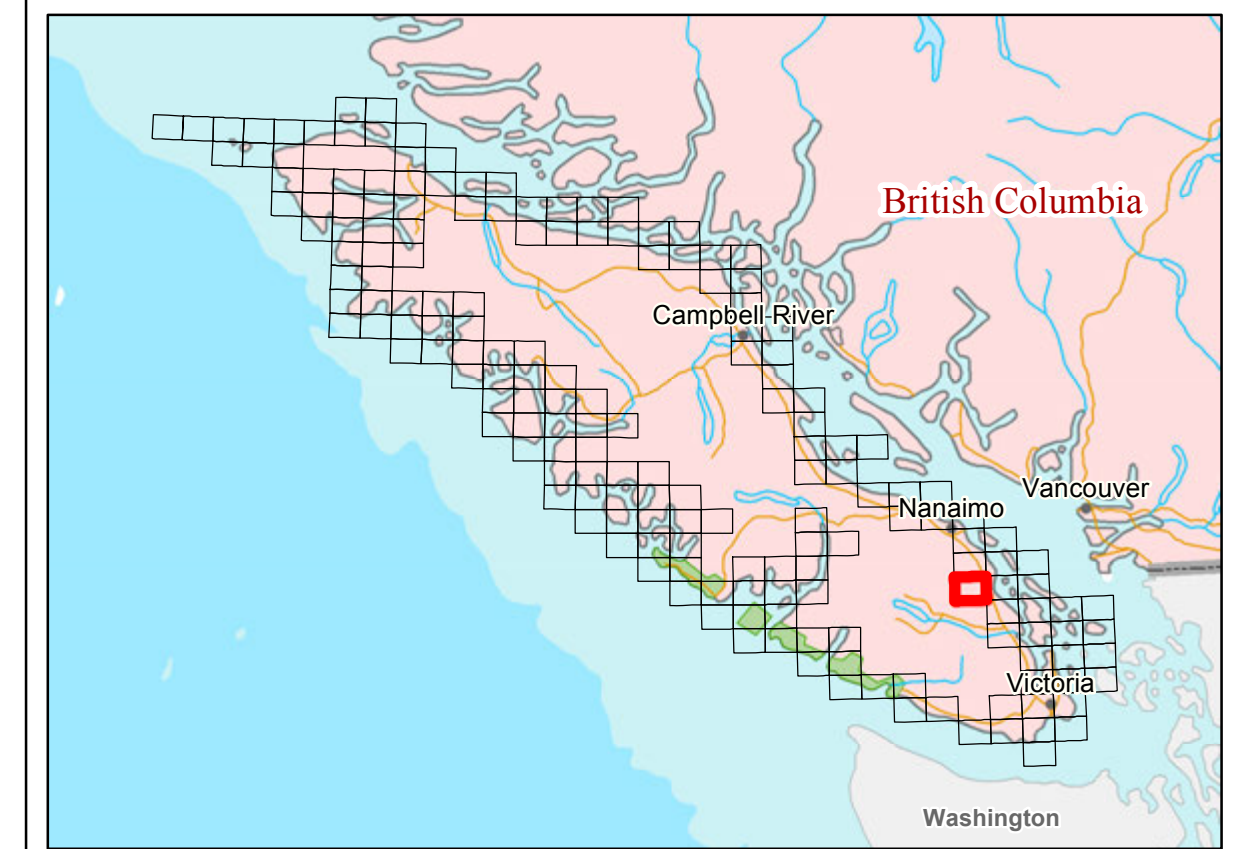 British Columbia
Campbell River
Vancouver
Nanaimo
Victoria
Washington